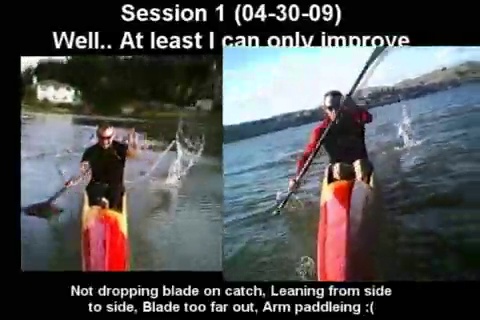 Session 1 (04-30-09)
Well.. At least I can only improve
Not dropping blade on catch, Leaning from side
to side, Blade too far out, Arm paddleing :(